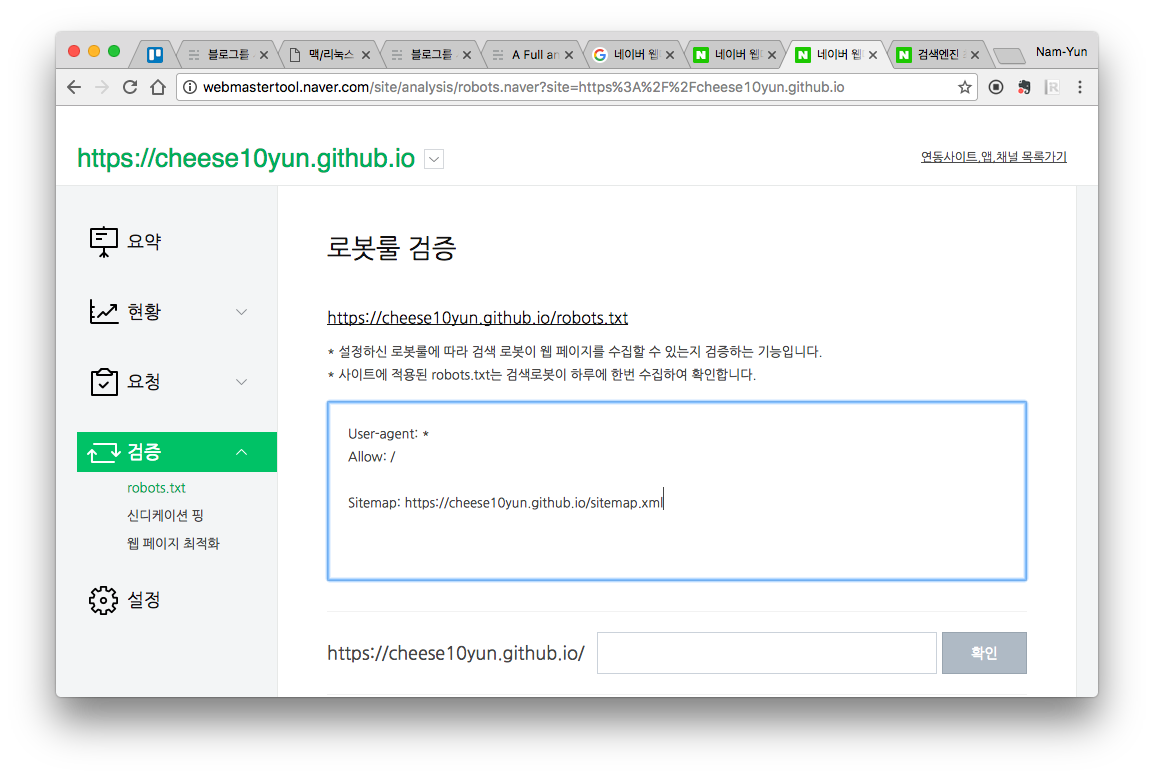 블로그를
맥/리눅스
블로그를
A Full an
네이버 웹
네이버 웹
네이버 웹
검색엔진
Nam-Yun
webmastertool.naver.com/site/analysis/robots.naver?site=https%3A%2F%2Fcheese10yun.github.io
https://cheese10yun.github.io
연동사이트,앱,채널 목록가기
요약
현황
요청
검증
robots.txt
신디케이션 핑
웹 페이지 최적화
설정
로봇룰 검증
https://cheese10yun.github.io/robots.txt
* 설정하신 로봇룰에 따라 검색 로봇이 웹 페이지를 수집할 수 있는지 검증하는 기능입니다.
* 사이트에 적용된 robots.txt는 검색로봇이 하루에 한번 수집하여 확인합니다.
User-agent: *
Allow: /
Sitemap: https://cheese10yun.github.io/sitemap.xml
https://cheese10yun.github.io/
확인